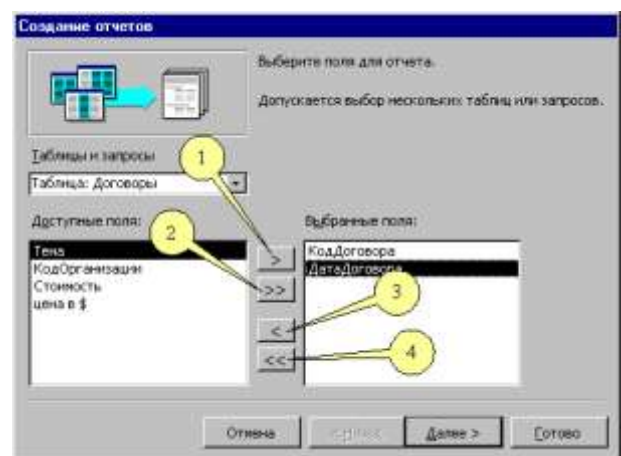 Создание отчетов
Выберите поля для отчета.
Допускается выбор нескольких таблиц или запросов.
Таблицы и запросы
1
Таблица: Договоры
Доступные поля:
2
Выбранные поля:
Тема
КодОрганизации
Стоимость
цена в $
>
>>
<
<<
КодДоговора
ДатаДоговора
3
4
Отмена
< Назад
Далее >
Готово